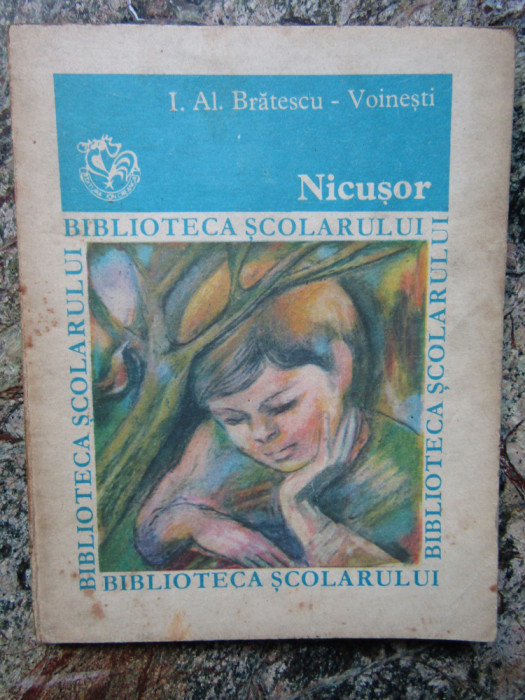 I. Al. Brătescu - Voinești
Nicușor
BIBLIOTECA ȘCOLARULUI
BIBLIOTECA ȘCOLARULUI
BIBLIOTECA ȘCOLARULUI
BIBLIOTECA ȘCOLARULUI